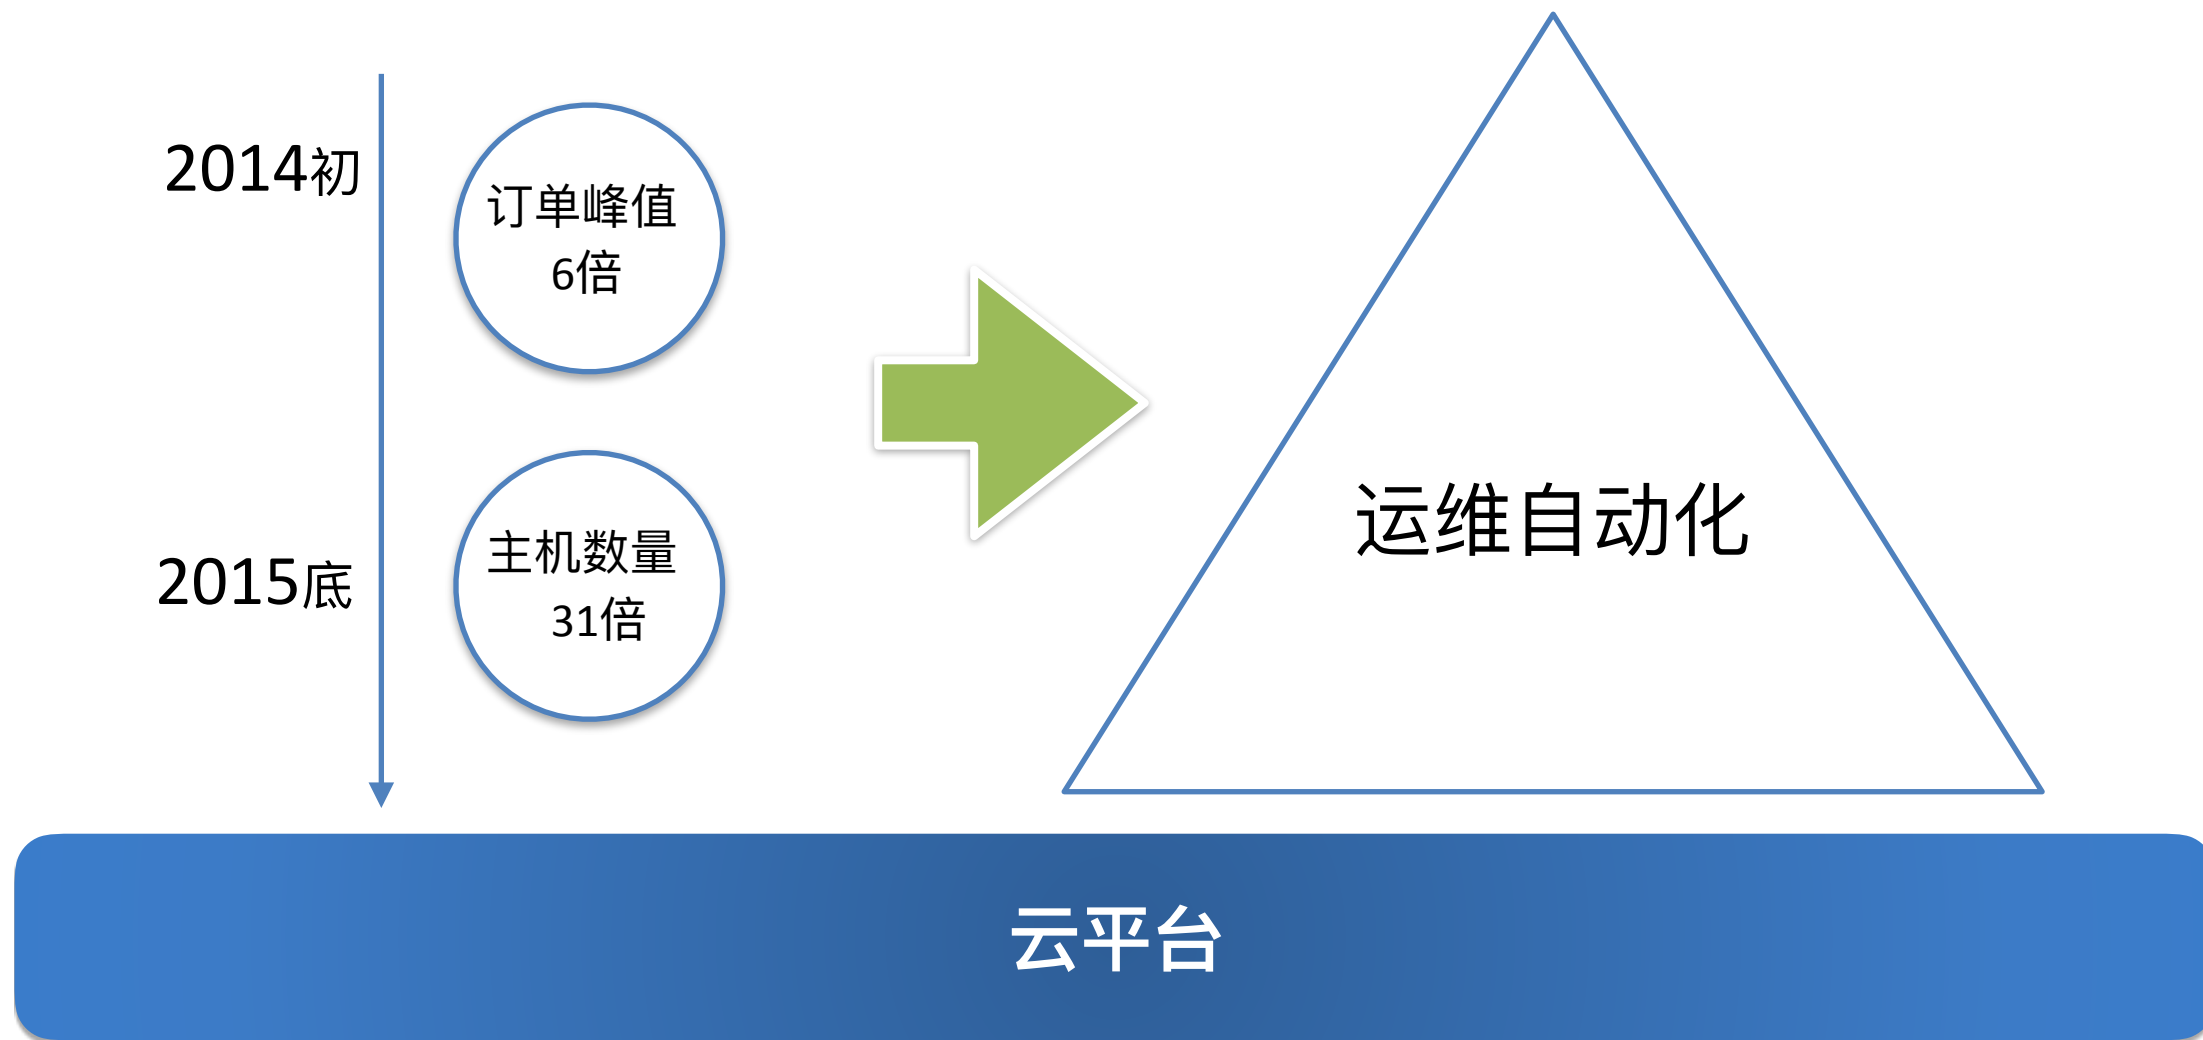 2014初
订单峰值
6倍
2015底
主机数量
31倍
运维自动化
云平台